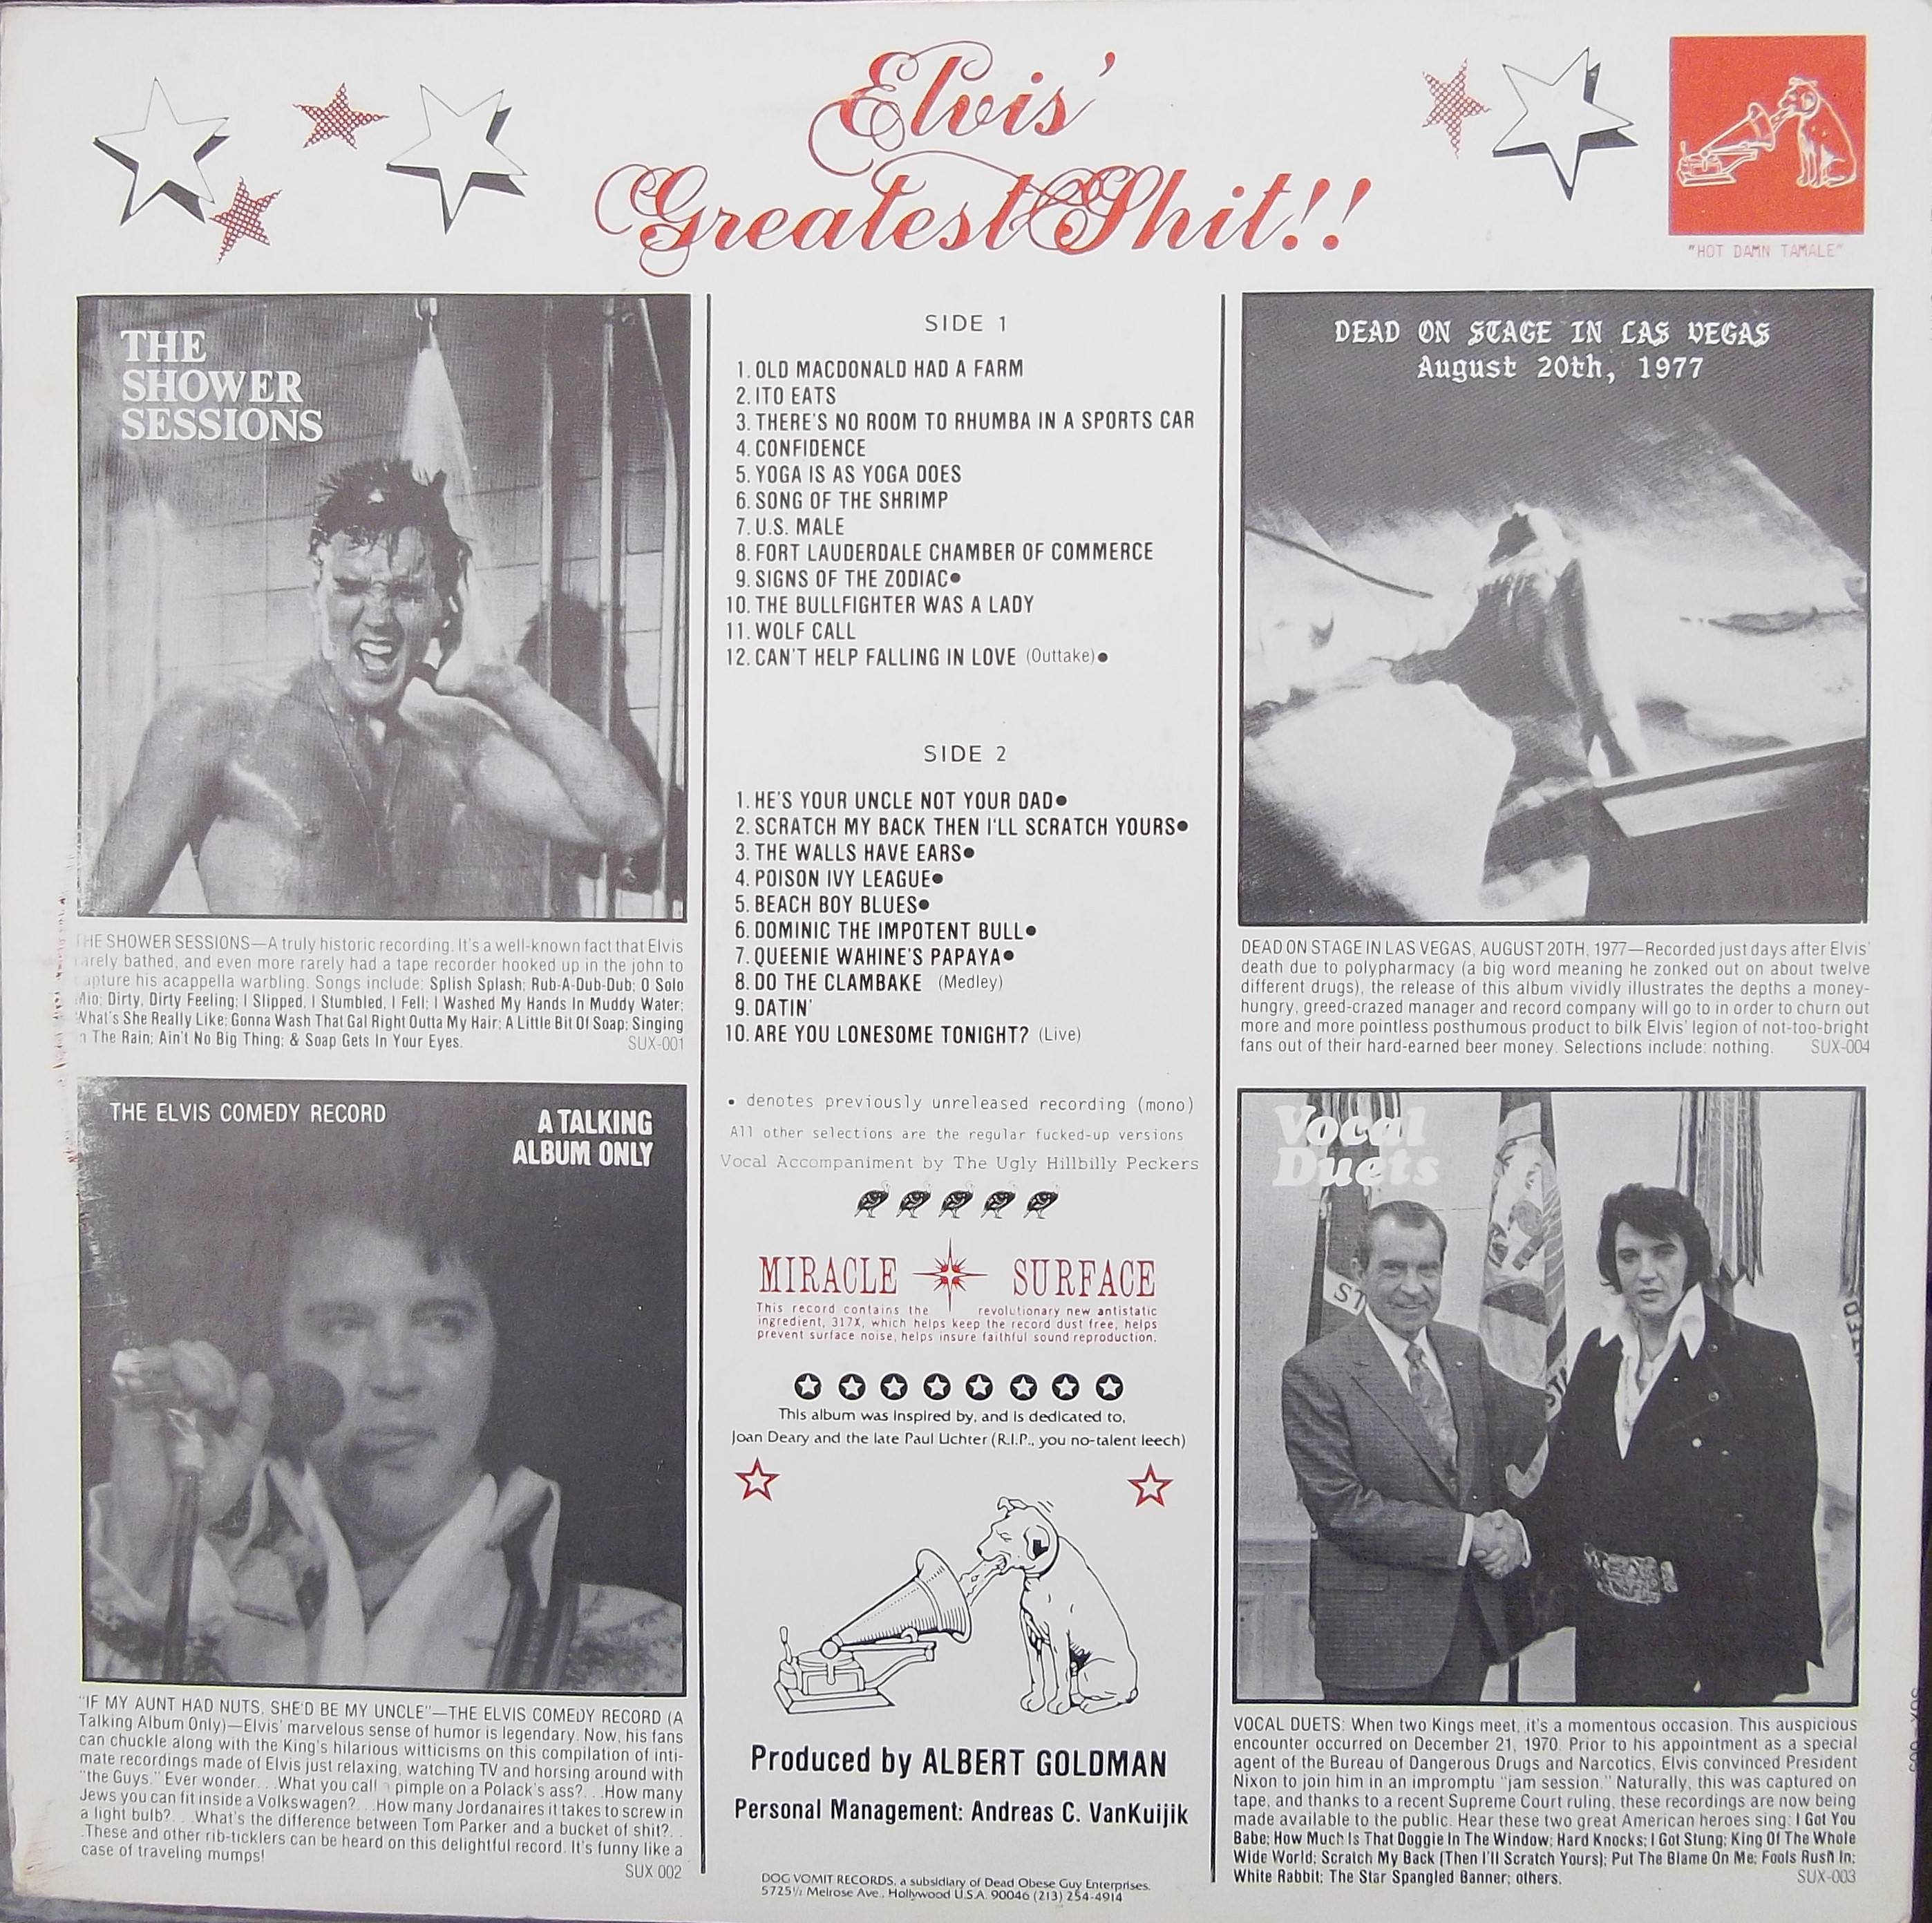 Elvis'
Greatest Shit!!
"HOT DAMN TAMALE"
THE
SHOWER
SESSIONS
THE SHOWER SESSIONS—A truly historic recording. It's a well-known fact that Elvis
rarely bathed, and even more rarely had a tape recorder hooked up in the john to
capture his acappella warbling. Songs include: Splish Splash; Rub-A-Dub-Dub; O Solo
Mio; Dirty, Dirty Feeling; I Slipped, I Stumbled, I Fell; I Washed My Hands In Muddy Water;
What's She Really Like; Gonna Wash That Gal Right Outta My Hair; A Little Bit Of Soap; Singing
n The Rain; Ain't No Big Thing; & Soap Gets In Your Eyes. SUX-001
THE ELVIS COMEDY RECORD
A TALKING
ALBUM ONLY
"IF MY AUNT HAD NUTS, SHE'D BE MY UNCLE"—THE ELVIS COMEDY RECORD (A
Talking Album Only)—Elvis' marvelous sense of humor is legendary. Now, his fans
can chuckle along with the King's hilarious witticisms on this compilation of inti-
mate recordings made of Elvis just relaxing, watching TV and horsing around with
"the Guys." Ever wonder. . .What you call a pimple on a Polack's ass?. . .How many
Jews you can fit inside a Volkswagen?. . .How many Jordanaires it takes to screw in
a light bulb?. . .What's the difference between Tom Parker and a bucket of shit?. .
.These and other rib-ticklers can be heard on this delightful record. It's funny like a
case of traveling mumps!
SUX 002
SIDE 1
1. OLD MACDONALD HAD A FARM
2. ITO EATS
3. THERE'S NO ROOM TO RHUMBA IN A SPORTS CAR
4. CONFIDENCE
5. YOGA IS AS YOGA DOES
6. SONG OF THE SHRIMP
7. U.S. MALE
8. FORT LAUDERDALE CHAMBER OF COMMERCE
9. SIGNS OF THE ZODIAC●
10. THE BULLFIGHTER WAS A LADY
11. WOLF CALL
12. CAN'T HELP FALLING IN LOVE (Outtake)●
SIDE 2
1. HE'S YOUR UNCLE NOT YOUR DAD●
2. SCRATCH MY BACK THEN I'LL SCRATCH YOURS●
3. THE WALLS HAVE EARS●
4. POISON IVY LEAGUE●
5. BEACH BOY BLUES●
6. DOMINIC THE IMPOTENT BULL●
7. QUEENIE WAHINE'S PAPAYA●
8. DO THE CLAMBAKE (Medley)
9. DATIN'
10. ARE YOU LONESOME TONIGHT? (Live)
● denotes previously unreleased recording (mono)
All other selections are the regular fucked-up versions
Vocal Accompaniment by The Ugly Hillbilly Peckers
MIRACLE SURFACE
This record contains the revolutionary new antistatic
ingredient, 317X, which helps keep the record dust free, helps
prevent surface noise, helps insure faithful sound reproduction.
This album was inspired by, and is dedicated to,
Joan Deary and the late Paul Lichter (R.I.P., you no-talent leech)
Produced by ALBERT GOLDMAN
Personal Management: Andreas C. VanKuijik
DOG VOMIT RECORDS, a subsidiary of Dead Obese Guy Enterprises.
5725½ Melrose Ave., Hollywood U.S.A. 90046 (213) 254-4914
DEAD ON STAGE IN LAS VEGAS
August 20th, 1977
DEAD ON STAGE IN LAS VEGAS, AUGUST 20TH, 1977—Recorded just days after Elvis'
death due to polypharmacy (a big word meaning he zonked out on about twelve
different drugs), the release of this album vividly illustrates the depths a money-
hungry, greed-crazed manager and record company will go to in order to churn out
more and more pointless posthumous product to bilk Elvis' legion of not-too-bright
fans out of their hard-earned beer money. Selections include: nothing. SUX-004
Vocal
Duets
VOCAL DUETS: When two Kings meet, it's a momentous occasion. This auspicious
encounter occurred on December 21, 1970. Prior to his appointment as a special
agent of the Bureau of Dangerous Drugs and Narcotics, Elvis convinced President
Nixon to join him in an impromptu "jam session." Naturally, this was captured on
tape, and thanks to a recent Supreme Court ruling, these recordings are now being
made available to the public. Hear these two great American heroes sing: I Got You
Babe; How Much Is That Doggie In The Window; Hard Knocks; I Got Stung; King Of The Whole
Wide World; Scratch My Back (Then I'll Scratch Yours); Put The Blame On Me; Fools Rush In;
White Rabbit; The Star Spangled Banner; others. SUX-003